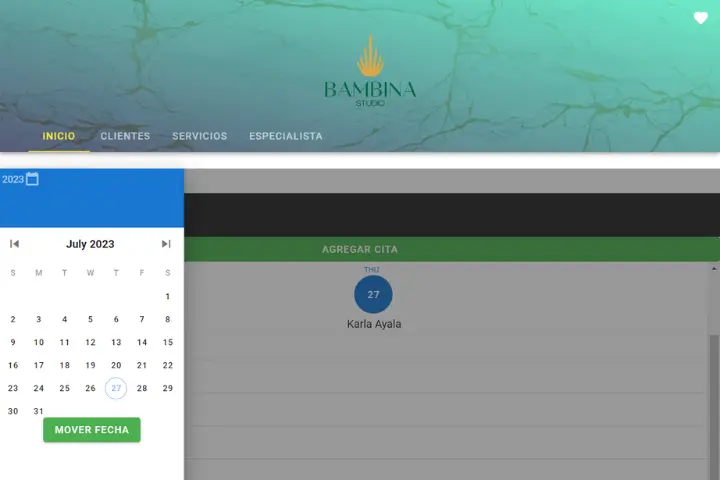 BAMBINA
STUDIO
INICIO CLIENTES SERVICIOS ESPECIALISTA
2023
July 2023
S M T W T F S
1
2 3 4 5 6 7 8
9 10 11 12 13 14 15
16 17 18 19 20 21 22
23 24 25 26 27 28 29
30 31
MOVER FECHA
AGREGAR CITA
THU
27
Karla Ayala